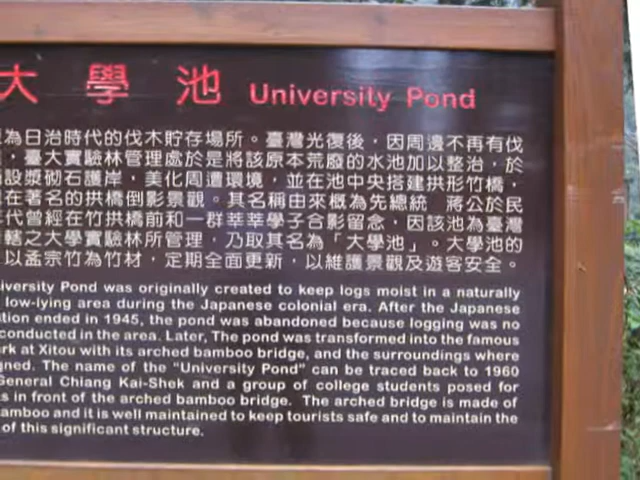 大學池 University Pond
為日治時代的伐木貯存場所。臺灣光復後，因周邊不再有伐
，臺大實驗林管理處於是將該原本荒廢的水池加以整治，於
設漿砌石護岸，美化周遭環境，並在池中央搭建拱形竹橋，
在著名的拱橋倒影景觀。其名稱由來概為先總統 蔣公於民
代曾經在竹拱橋前和一群莘莘學子合影留念，因該池為臺灣
轄之大學實驗林所管理，乃取其名為「大學池」。大學池的
以孟宗竹為竹材，定期全面更新，以維護景觀及遊客安全。
iversity Pond was originally created to keep logs moist in a naturally
low-lying area during the Japanese colonial era. After the Japanese
tion ended in 1945, the pond was abandoned because logging was no
conducted in the area. Later, The pond was transformed into the famous
rk at Xitou with its arched bamboo bridge, and the surroundings where
gned. The name of the “University Pond” can be traced back to 1960
General Chiang Kai-Shek and a group of college students posed for
s in front of the arched bamboo bridge. The arched bridge is made of
amboo and it is well maintained to keep tourists safe and to maintain the
of this significant structure.